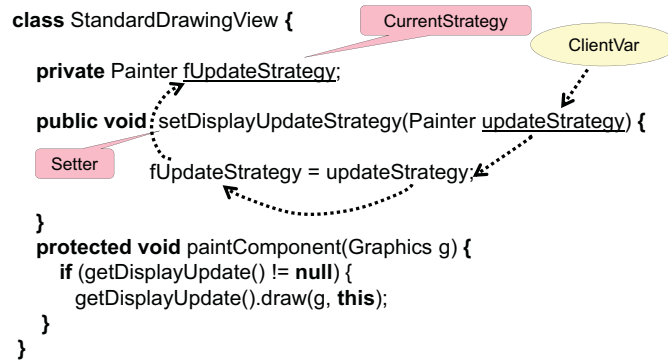 class StandardDrawingView {
CurrentStrategy
ClientVar
private Painter fUpdateStrategy;
public void setDisplayUpdateStrategy(Painter updateStrategy) {
Setter
fUpdateStrategy = updateStrategy;
}
protected void paintComponent(Graphics g) {
if (getDisplayUpdate() != null) {
getDisplayUpdate().draw(g, this);
}
}